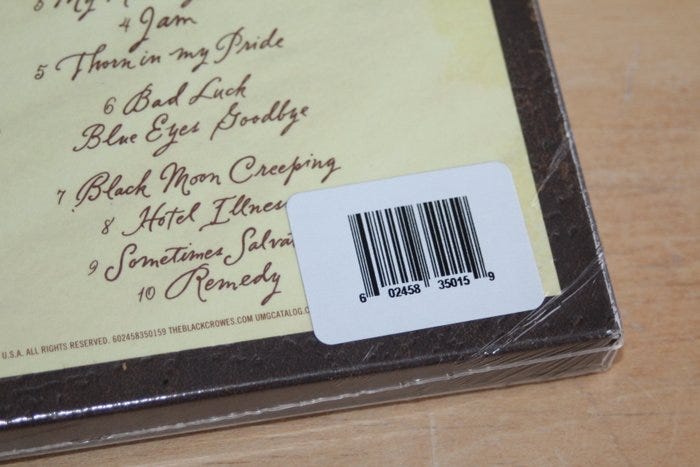 4 Jam
5 Thorn in my Pride
6 Bad Luck
Blue Eyes Goodbye
7 Black Moon Creeping
8 Hotel Illnes
9 Sometimes Salva
10 Remedy
U.S.A. ALL RIGHTS RESERVED. 602458350159 THEBLACKCROWES.COM UMGCATALOG.C
6 02458 35015 9